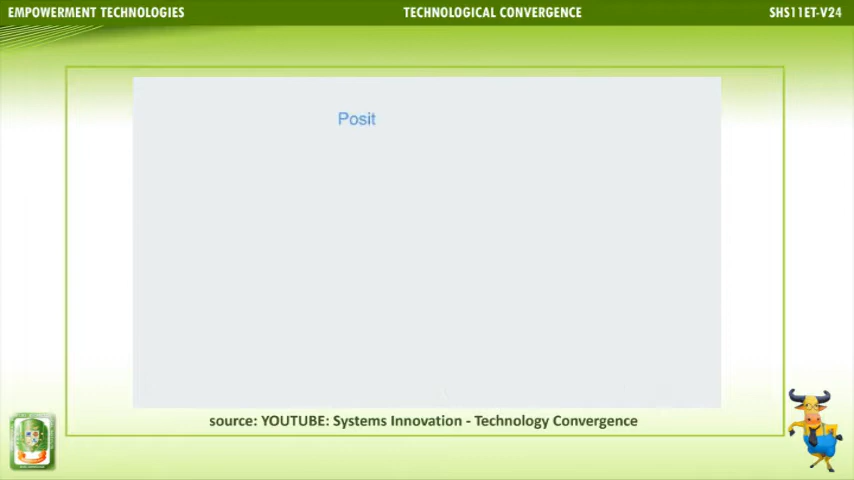 EMPOWERMENT TECHNOLOGIES
TECHNOLOGICAL CONVERGENCE
SHS11ET-V24
Posit
source: YOUTUBE: Systems Innovation - Technology Convergence